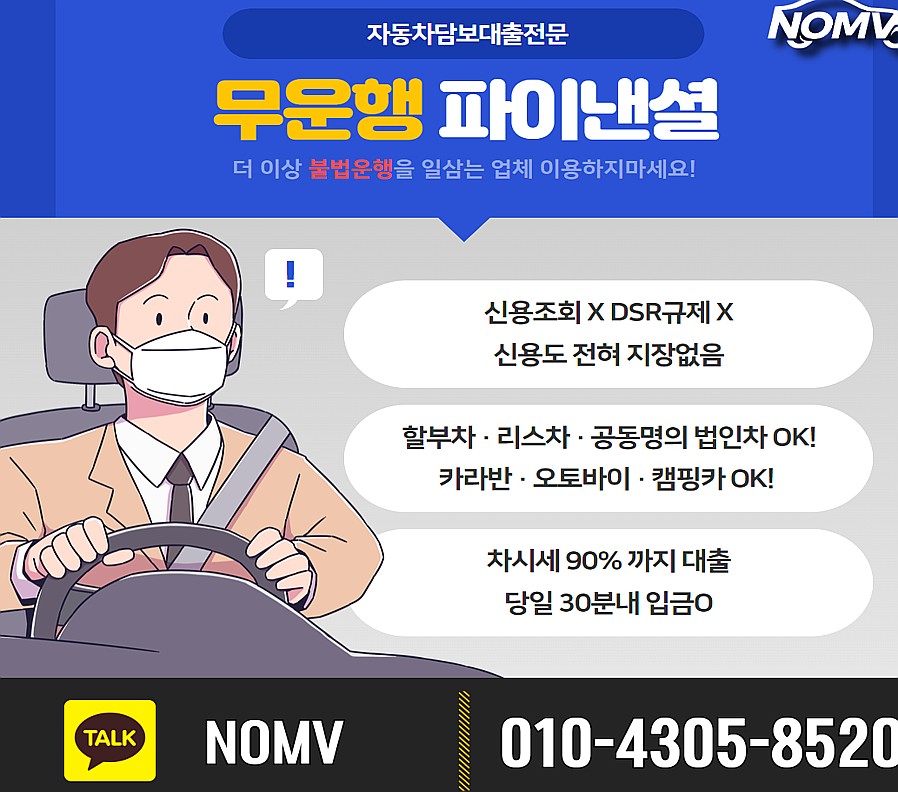 자동차담보대출전문
NOMV
무운행 파이낸셜
더 이상 불법운행을 일삼는 업체 이용하지마세요!
!
신용조회 X DSR규제 X
신용도 전혀 지장없음
할부차 · 리스차 · 공동명의 법인차 OK!
카라반 · 오토바이 · 캠핑카 OK!
차시세 90% 까지 대출
당일 30분내 입금O
TALK NOMV 010-4305-8520